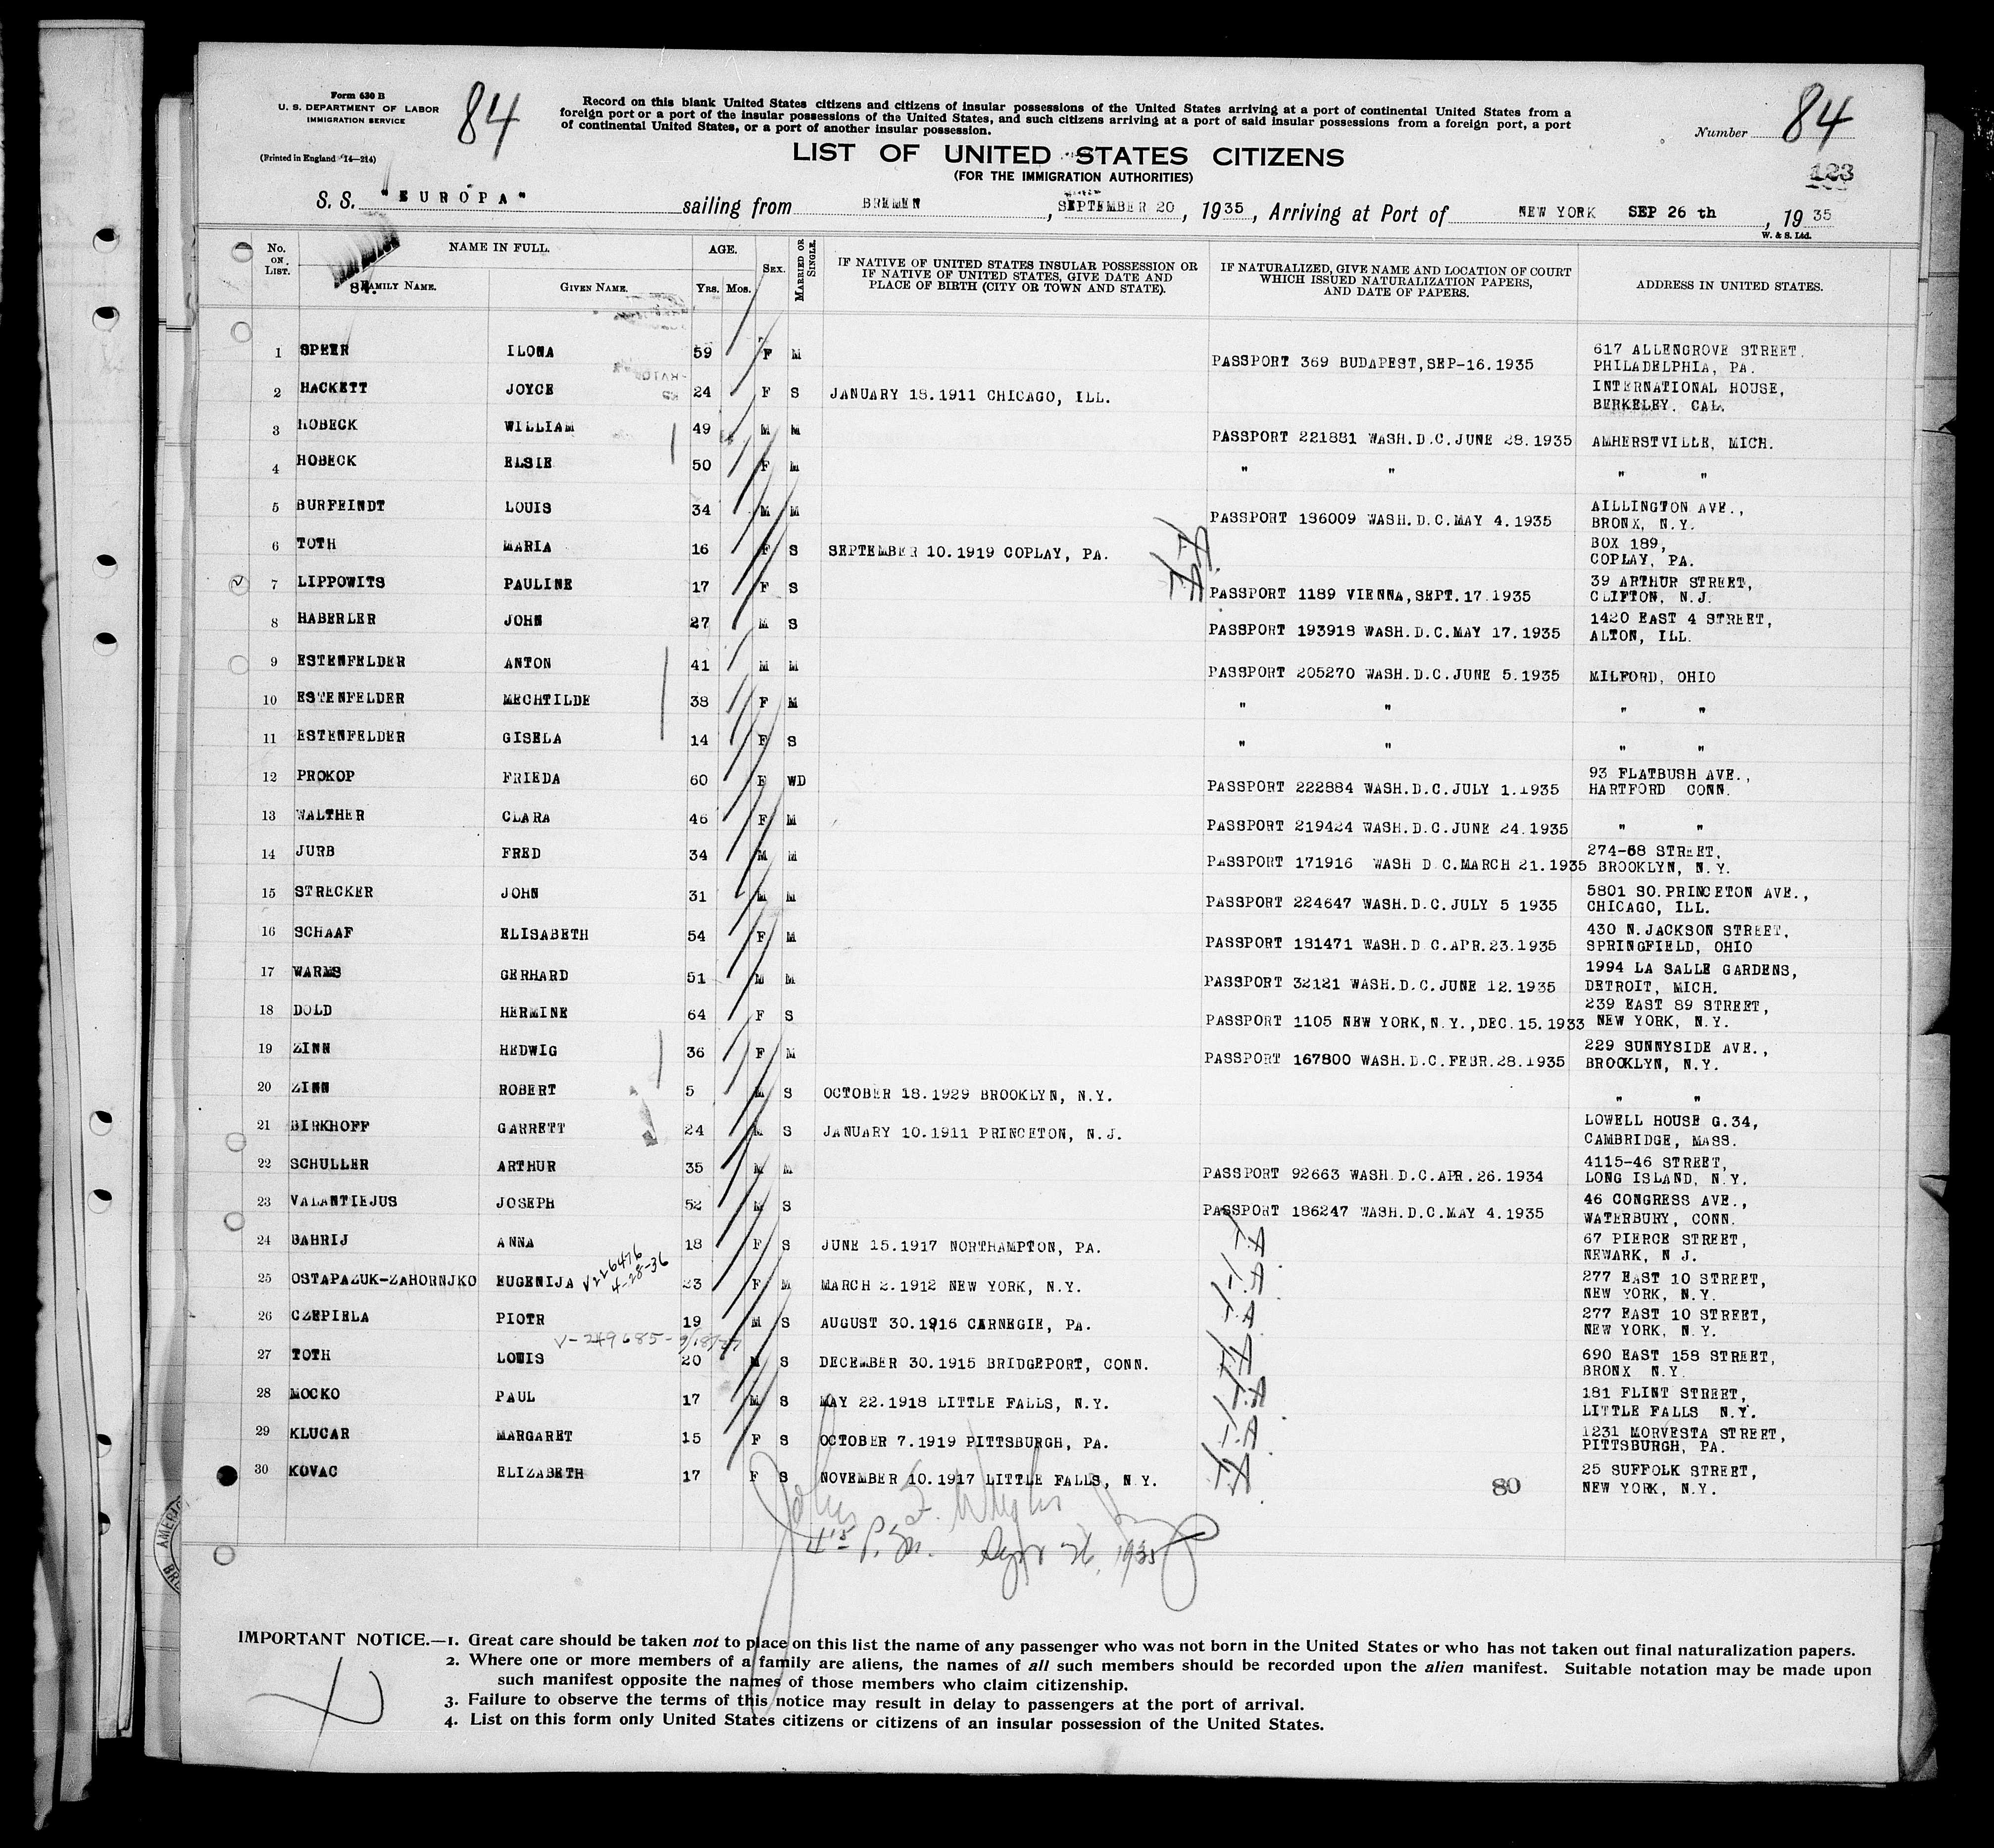 Form 630 B
U. S. DEPARTMENT OF LABOR
IMMIGRATION SERVICE
(Printed in England 14—214)
84
Record on this blank United States citizens and citizens of insular possessions of the United States arriving at a port of continental United States from a
foreign port or a port of the insular possessions of the United States, and such citizens arriving at a port of said insular possessions from a foreign port, a port
of continental United States, or a port of another insular possession.
Number 84
LIST OF UNITED STATES CITIZENS
(FOR THE IMMIGRATION AUTHORITIES)
123
S. S. "EUROPA" sailing from BREMEN, SEPTEMBER 20, 1935, Arriving at Port of NEW YORK SEP 26 th, 19 35
W. & S. Ltd.
No. ON LIST. NAME IN FULL. AGE. SEX. MARRIED OR SINGLE. IF NATIVE OF UNITED STATES INSULAR POSSESSION OR IF NATIVE OF UNITED STATES, GIVE DATE AND PLACE OF BIRTH (CITY OR TOWN AND STATE). IF NATURALIZED, GIVE NAME AND LOCATION OF COURT WHICH ISSUED NATURALIZATION PAPERS, AND DATE OF PAPERS. ADDRESS IN UNITED STATES.
84. FAMILY NAME. GIVEN NAME. Yrs. Mos.
1 SPEER ILONA 59 F M PASSPORT 369 BUDAPEST,SEP-16.1935 617 ALLENGROVE STREET. PHILADELPHIA, PA.
2 HACKETT JOYCE 24 F S JANUARY 18.1911 CHICAGO, ILL. INTERNATIONAL HOUSE, BERKELEY. CAL.
3 HOBECK WILLIAM 49 M M PASSPORT 221881 WASH.D.C.JUNE 28.1935 AMHERSTVILLE, MICH.
4 HOBECK ELSIE 50 F M " " " "
5 BURFEINDT LOUIS 34 M M PASSPORT 186009 WASH.D.C.MAY 4.1935 AILLINGTON AVE., BRONX, N.Y.
6 TOTH MARIA 16 F S SEPTEMBER 10.1919 COPLAY, PA. BOX 189, COPLAY, PA.
7 LIPPOWITS PAULINE 17 F S PASSPORT 1189 VIENNA,SEPT.17.1935 39 ARTHUR STREET, CLIFTON, N.J.
8 HABERLER JOHN 27 M S PASSPORT 193918 WASH.D.C.MAY 17.1935 1420 EAST 4 STREET, ALTON, ILL.
9 ESTENFELDER ANTON 41 M M PASSPORT 205270 WASH.D.C.JUNE 5.1935 MILFORD, OHIO
10 ESTENFELDER MECHTILDE 38 F M " " " "
11 ESTENFELDER GISELA 14 F S " " " "
12 PROKOP FRIEDA 60 F WD PASSPORT 222884 WASH.D.C.JULY 1.1935 93 FLATBUSH AVE., HARTFORD CONN.
13 WALTHER CLARA 46 F M PASSPORT 219424 WASH.D.C.JUNE 24.1935 " "
14 JURB FRED 34 M M PASSPORT 171916 WASH D C.MARCH 21.1935 274-68 STREET, BROOKLYN, N.Y.
15 STRECKER JOHN 31 M M PASSPORT 224647 WASH.D.C.JULY 5 1935 5801 SO.PRINCETON AVE., CHICAGO, ILL.
16 SCHAAF ELISABETH 54 F M PASSPORT 181471 WASH.D C.APR.23.1935 430 N.JACKSON STREET, SPRINGFIELD, OHIO
17 WARMS GERHARD 51 M M PASSPORT 32121 WASH.D.C.JUNE 12.1935 1994 LA SALLE GARDENS, DETROIT, MICH.
18 DOLD HERMINE 64 F S PASSPORT 1105 NEW YORK,N.Y.,DEC.15.1933 239 EAST 89 STREET, NEW YORK, N.Y.
19 ZINN HEDWIG 36 F M PASSPORT 167800 WASH.D.C.FEBR.28.1935 229 SUNNYSIDE AVE., BROOKLYN, N.Y.
20 ZINN ROBERT 5 M S OCTOBER 18.1929 BROOKLYN, N.Y. " "
21 BIRKHOFF GARRETT 24 M S JANUARY 10.1911 PRINCETON, N.J. LOWELL HOUSE G.34, CAMBRIDGE, MASS.
22 SCHULLER ARTHUR 35 M M PASSPORT 92663 WASH.D.C.APR.26.1934 4115-46 STREET, LONG ISLAND, N.Y.
23 VALANTIEJUS JOSEPH 52 M S PASSPORT 186247 WASH.D.C.MAY 4.1935 46 CONGRESS AVE., WATERBURY, CONN.
24 BAHRIJ ANNA 18 F S JUNE 15.1917 NORTHAMPTON, PA. 67 PIERCE STREET, NEWARK, N J.
25 OSTAPAZUK-ZAHORNJKO EUGENIJA V226476 4-28-36 23 F M MARCH 2.1912 NEW YORK, N.Y. 277 EAST 10 STREET, NEW YORK, N.Y.
26 CZEPIELA PIOTR 19 M S AUGUST 30.1916 CARNEGIE, PA. 277 EAST 10 STREET, NEW YORK, N.Y.
27 TOTH LOUIS V-249685- 20 M S DECEMBER 30.1915 BRIDGEPORT, CONN. 690 EAST 158 STREET, BRONX N.Y.
28 MOCKO PAUL 17 M S MAY 22.1918 LITTLE FALLS, N.Y. 181 FLINT STREET, LITTLE FALLS N.Y.
29 KLUCAR MARGARET 15 F S OCTOBER 7.1919 PITTSBURGH, PA. 1231 MORVESTA STREET, PITTSBURGH, PA.
30 KOVAC ELIZABETH 17 F S NOVEMBER 10.1917 LITTLE FALLS, N.Y. 25 SUFFOLK STREET, NEW YORK, N.Y.
80
1935
IMPORTANT NOTICE.—1. Great care should be taken not to place on this list the name of any passenger who was not born in the United States or who has not taken out final naturalization papers.
2. Where one or more members of a family are aliens, the names of all such members should be recorded upon the alien manifest. Suitable notation may be made upon
such manifest opposite the names of those members who claim citizenship.
3. Failure to observe the terms of this notice may result in delay to passengers at the port of arrival.
4. List on this form only United States citizens or citizens of an insular possession of the United States.